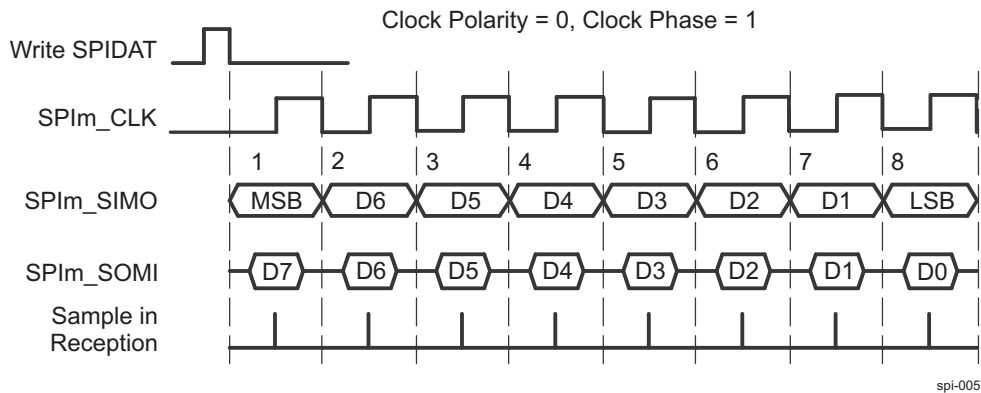 Clock Polarity = 0, Clock Phase = 1
Write SPIDAT
SPIm_CLK
1 2 3 4 5 6 7 8
SPIm_SIMO MSB D6 D5 D4 D3 D2 D1 LSB
SPIm_SOMI D7 D6 D5 D4 D3 D2 D1 D0
Sample in
Reception
spi-005